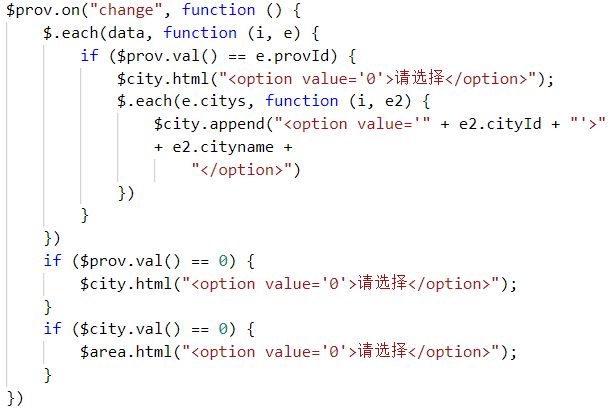 $prov.on("change", function () {
    $.each(data, function (i, e) {
        if ($prov.val() == e.provId) {
            $city.html("<option value='0'>请选择</option>");
            $.each(e.citys, function (i, e2) {
                $city.append("<option value='" + e2.cityId + "'>"
                + e2.cityname +
                    "</option>")
            })
        }
    })
    if ($prov.val() == 0) {
        $city.html("<option value='0'>请选择</option>");
    }
    if ($city.val() == 0) {
        $area.html("<option value='0'>请选择</option>");
    }
})